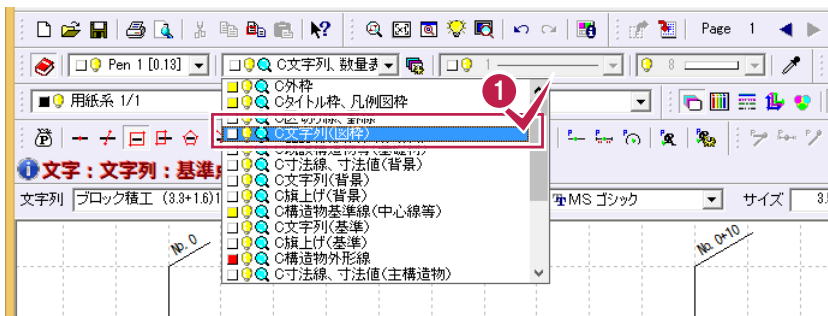 Page 1
Pen 1 [0.13] C文字列、数量表 1 8
用紙系 1/1
C外枠
Cタイトル枠、凡例図枠
1
C文字列(図枠)
C寸法線、寸法値(背景)
C文字列(背景)
C旗上げ(背景)
C構造物基準線(中心線等)
C文字列(基準)
C旗上げ(基準)
C構造物外形線
C寸法線、寸法値(主構造物)
文字：文字列：基準
文字列 ブロック積工 (3.3+1.6)1 MS ゴシック サイズ
No. 0 No. 0+10